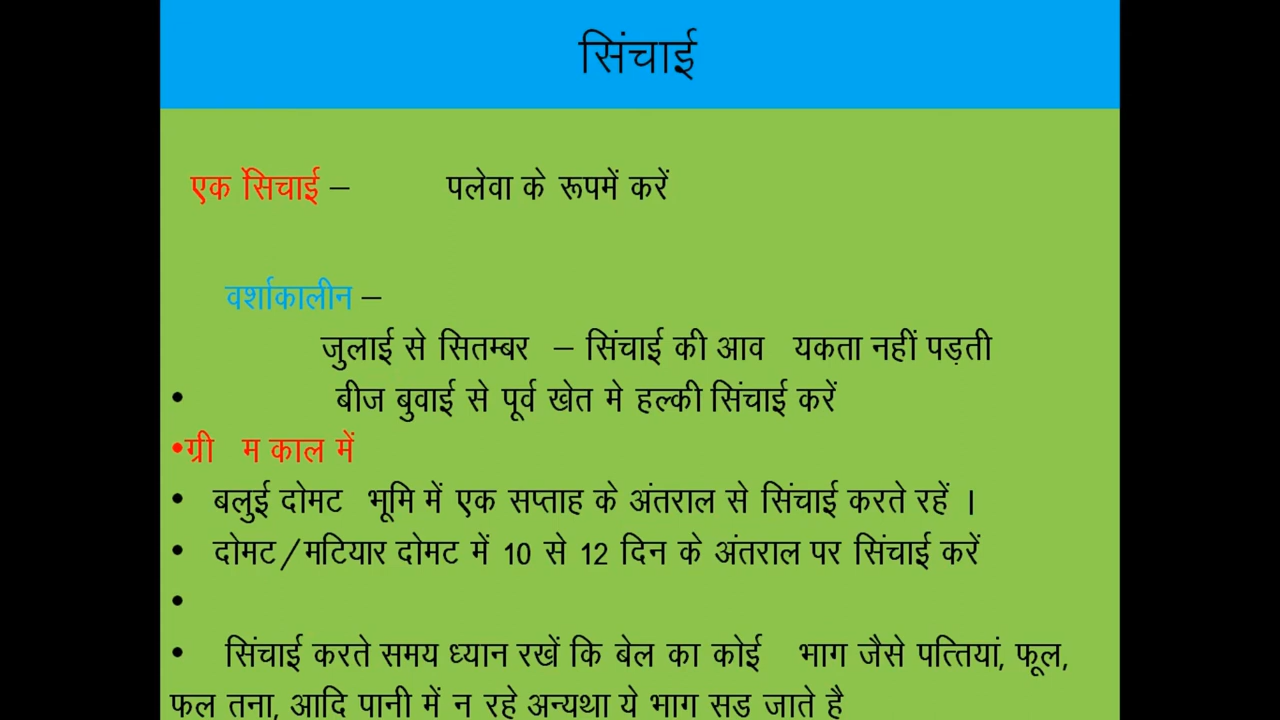 सिंचाई
एक सिंचाई – पलेवा के रूपमें करें
वर्शाकालीन –
जुलाई से सितम्बर – सिंचाई की आव यकता नहीं पड़ती
• बीज बुवाई से पूर्व खेत मे हल्की सिंचाई करें
•ग्री म काल में
• बलुई दोमट भूमि में एक सप्ताह के अंतराल से सिंचाई करते रहें ।
• दोमट/मटियार दोमट में 10 से 12 दिन के अंतराल पर सिंचाई करें
•
• सिंचाई करते समय ध्यान रखें कि बेल का कोई भाग जैसे पत्तियां, फूल,
फल तना, आदि पानी में न रहे अन्यथा ये भाग सड जाते है